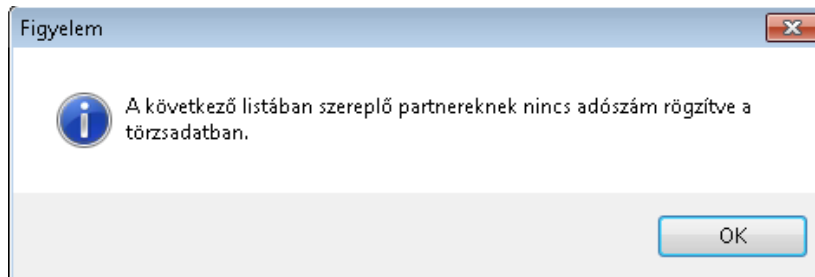 Figyelem
A következő listában szereplő partnereknek nincs adószám rögzítve a
törzsadatban.
OK